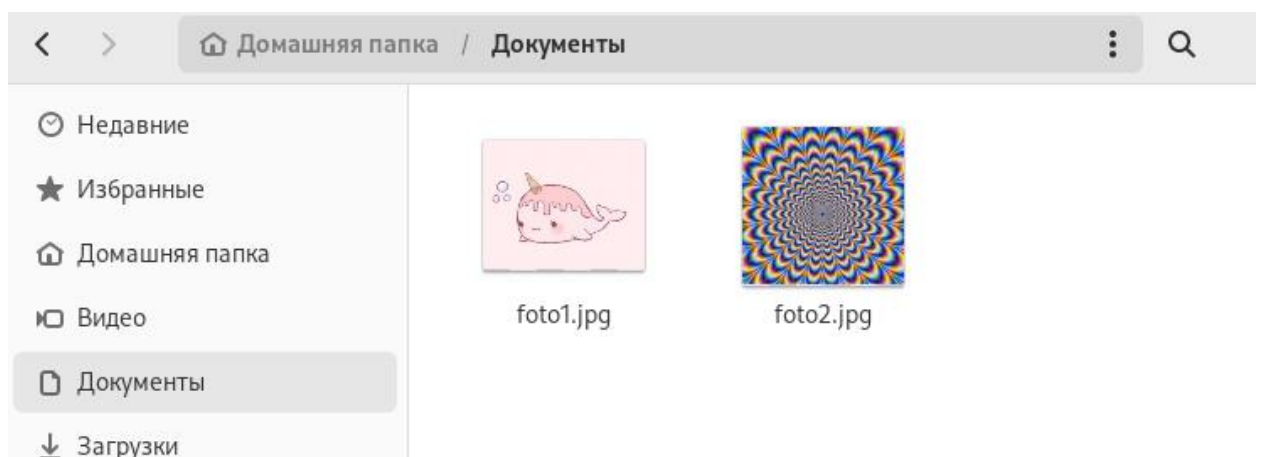 Домашняя папка / Документы
Недавние
Избранные
Домашняя папка
Видео
Документы
Загрузки
foto1.jpg
foto2.jpg